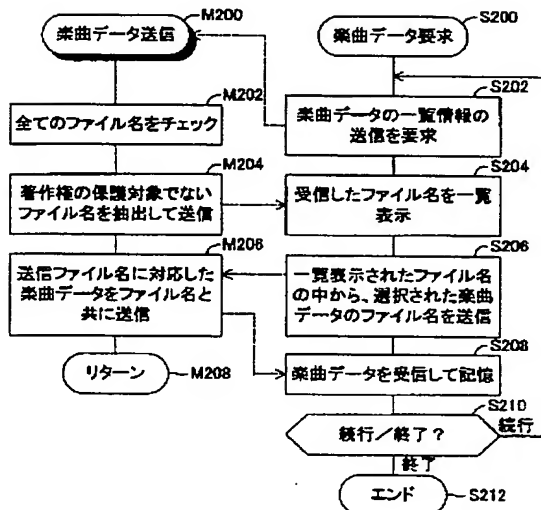 楽曲データ送信
M200
M202
全てのファイル名をチェック
M204
著作権の保護対象でない
ファイル名を抽出して送信
M206
送信ファイル名に対応した
楽曲データをファイル名と
共に送信
リターン
M208
楽曲データ要求
S200
S202
楽曲データの一覧情報の
送信を要求
S204
受信したファイル名を一覧
表示
S206
一覧表示されたファイル名
の中から、選択された楽曲
データのファイル名を送信
S208
楽曲データを受信して記憶
S210
続行/終了?
続行
終了
エンド
S212